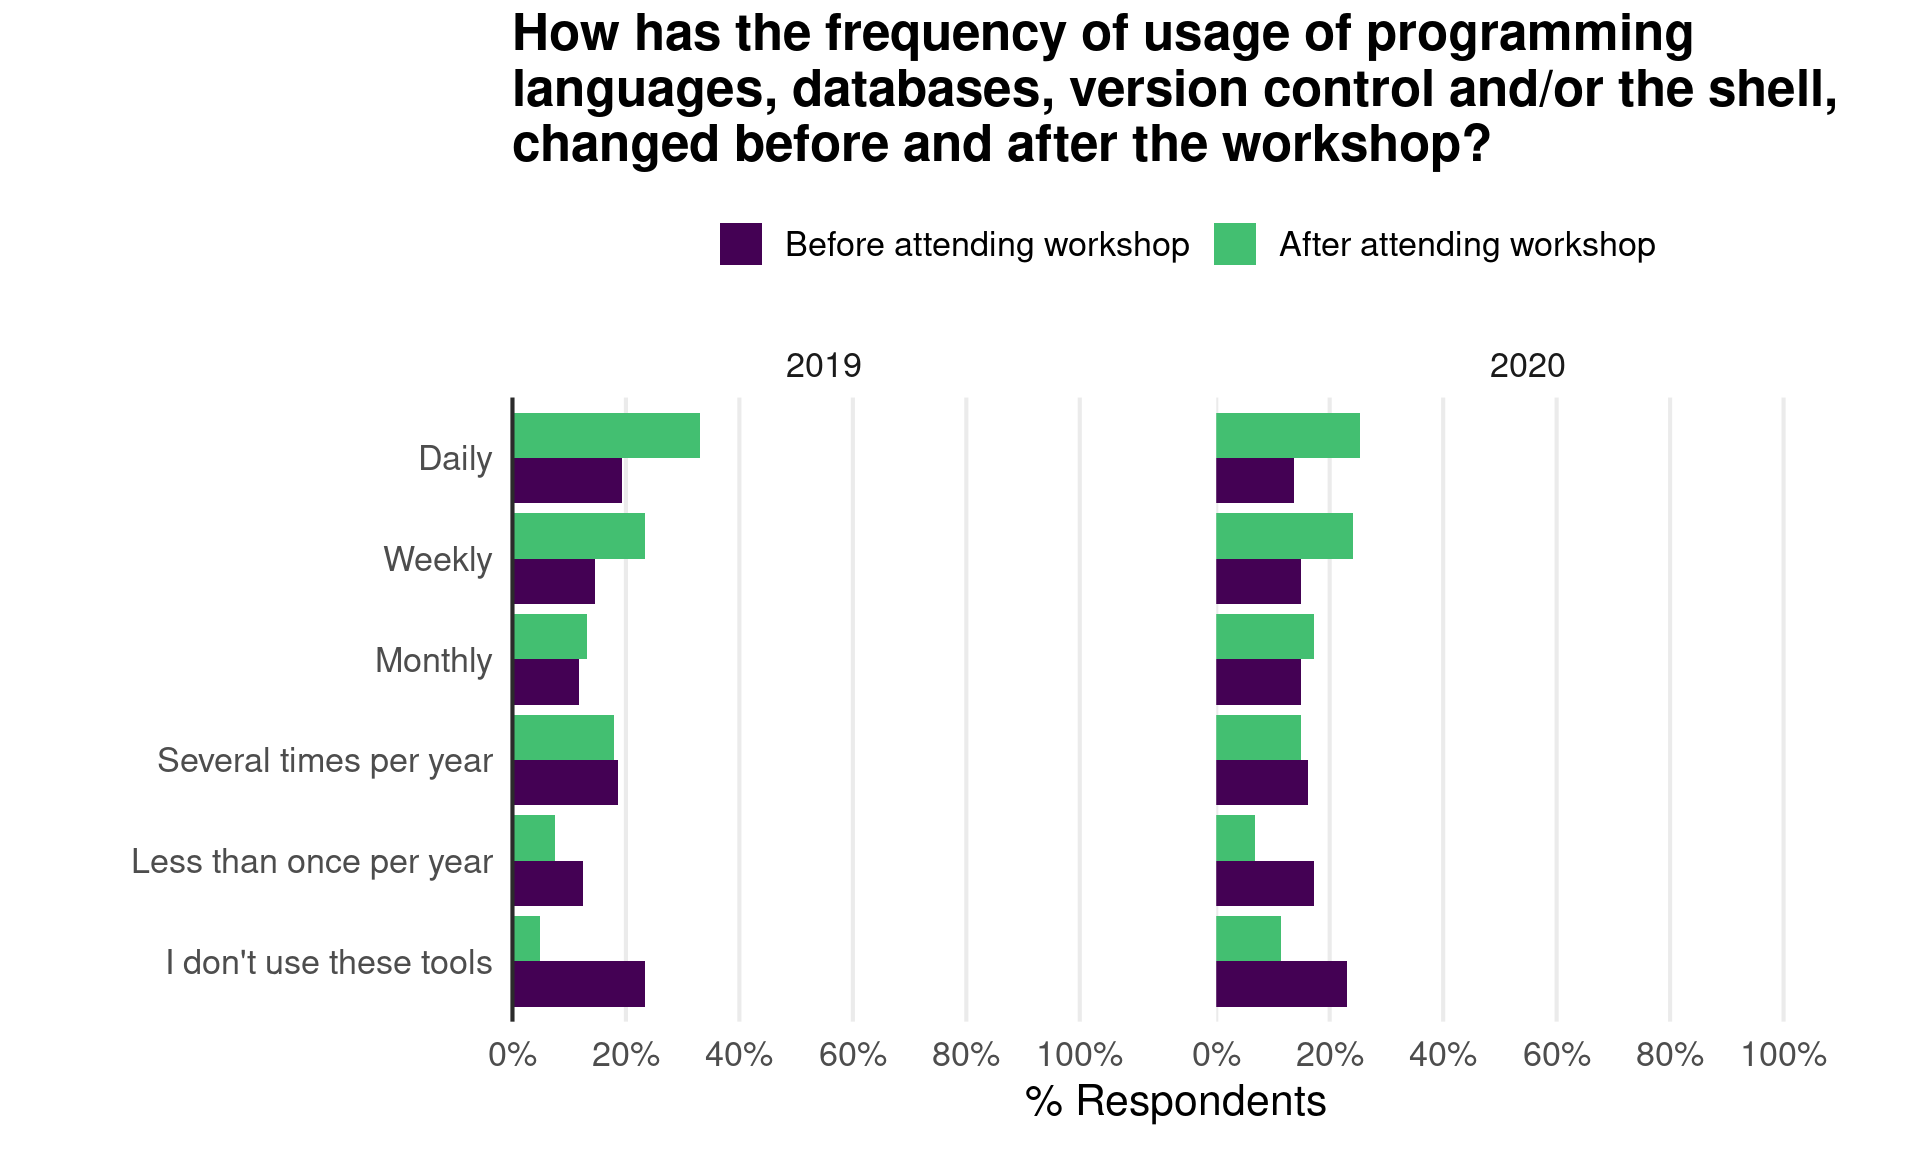 How has the frequency of usage of programming
languages, databases, version control and/or the shell,
changed before and after the workshop?
Before attending workshop After attending workshop
2019 2020
Daily
Weekly
Monthly
Several times per year
Less than once per year
I don't use these tools
0% 20% 40% 60% 80% 100% 0% 20% 40% 60% 80% 100%
% Respondents